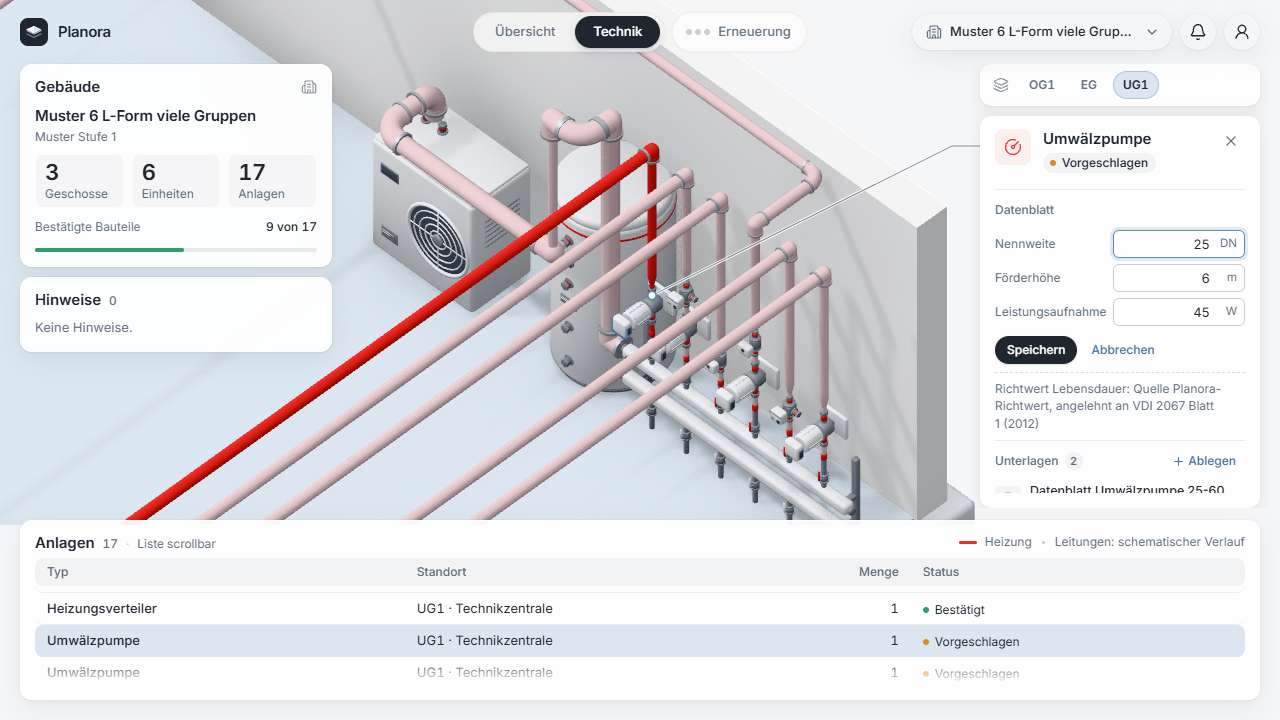 Planora
Übersicht
Technik
Erneuerung
Muster 6 L-Form viele Grup...
Gebäude
Muster 6 L-Form viele Gruppen
Muster Stufe 1
3
Geschosse
6
Einheiten
17
Anlagen
Bestätigte Bauteile
9 von 17
Hinweise 0
Keine Hinweise.
OG1
EG
UG1
Umwälzpumpe
Vorgeschlagen
Datenblatt
Nennweite 25 DN
Förderhöhe 6 m
Leistungsaufnahme 45 W
Speichern
Abbrechen
Richtwert Lebensdauer: Quelle Planora-
Richtwert, angelehnt an VDI 2067 Blatt
1 (2012)
Unterlagen 2
+ Ablegen
Datenblatt Umwälzpumpe 25-60
Anlagen 17 · Liste scrollbar
Heizung · Leitungen: schematischer Verlauf
Typ Standort Menge Status
Heizungsverteiler UG1 · Technikzentrale 1 Bestätigt
Umwälzpumpe UG1 · Technikzentrale 1 Vorgeschlagen
Umwälzpumpe UG1 · Technikzentrale 1 Vorgeschlagen